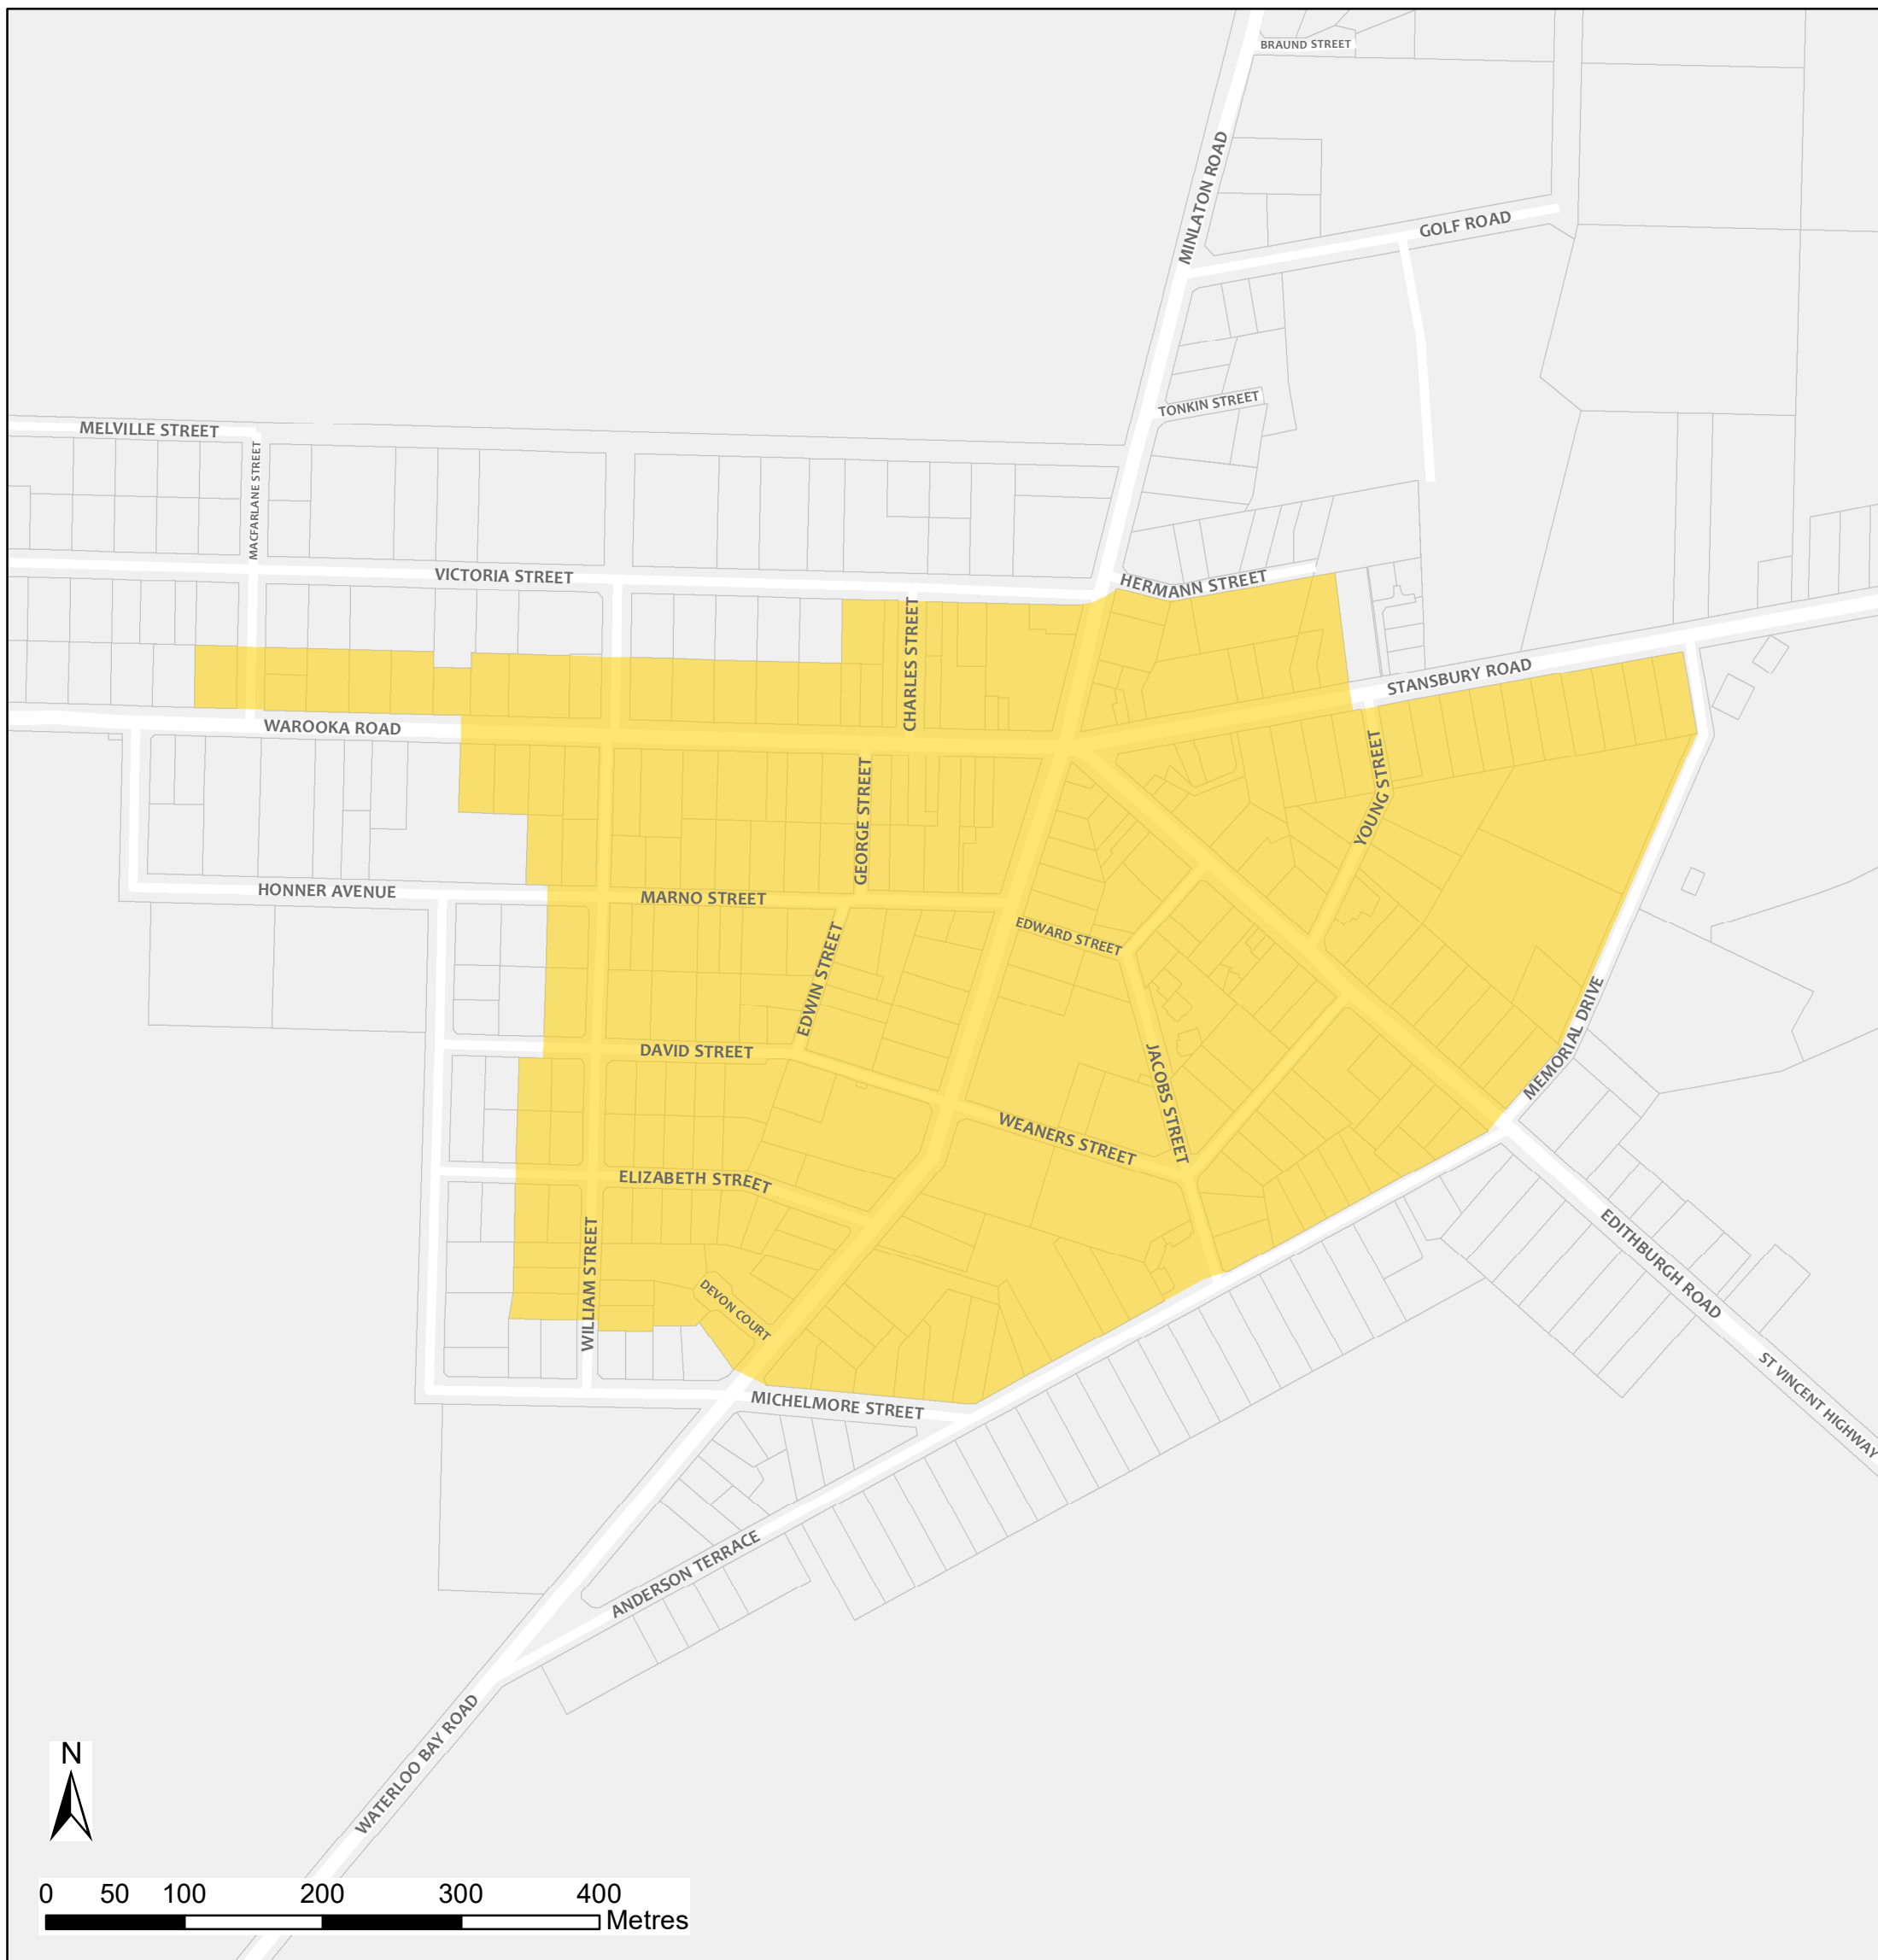 BRAUND STREET
MINLATON ROAD
GOLF ROAD
TONKIN STREET
MELVILLE STREET
MACFARLANE STREET
VICTORIA STREET
HERMANN STREET
CHARLES STREET
STANSBURY ROAD
WAROOKA ROAD
YOUNG STREET
GEORGE STREET
HONNER AVENUE
MARNO STREET
EDWARD STREET
EDWIN STREET
MEMORIAL DRIVE
DAVID STREET
JACOBS STREET
WEANERS STREET
ELIZABETH STREET
WILLIAM STREET
DEVON COURT
EDITHBURGH ROAD
ST VINCENT HIGHWAY
MICHELMORE STREET
ANDERSON TERRACE
WATERLOO BAY ROAD
N
0 50 100 200 300 400
Metres